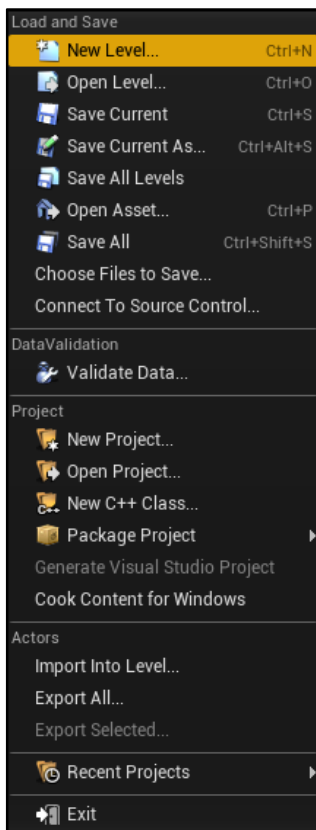 Load and Save
New Level... Ctrl+N
Open Level... Ctrl+O
Save Current Ctrl+S
Save Current As... Ctrl+Alt+S
Save All Levels
Open Asset... Ctrl+P
Save All Ctrl+Shift+S
Choose Files to Save...
Connect To Source Control...
DataValidation
Validate Data...
Project
New Project...
Open Project...
C++ New C++ Class...
Package Project
Generate Visual Studio Project
Cook Content for Windows
Actors
Import Into Level...
Export All...
Export Selected...
Recent Projects
Exit